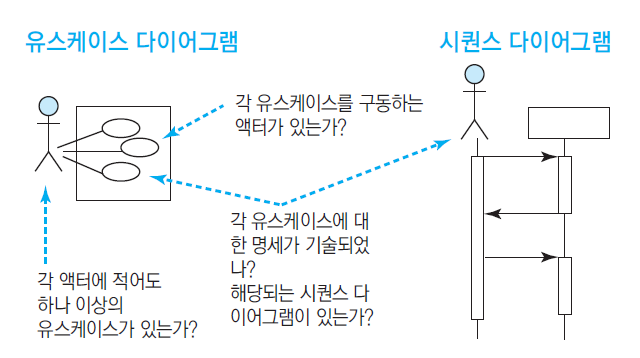 유스케이스 다이어그램
시퀀스 다이어그램
각 유스케이스를 구동하는
액터가 있는가?
각 유스케이스에 대
한 명세가 기술되었
나?
해당되는 시퀀스 다
이어그램이 있는가?
각 액터에 적어도
하나 이상의
유스케이스가 있는가?